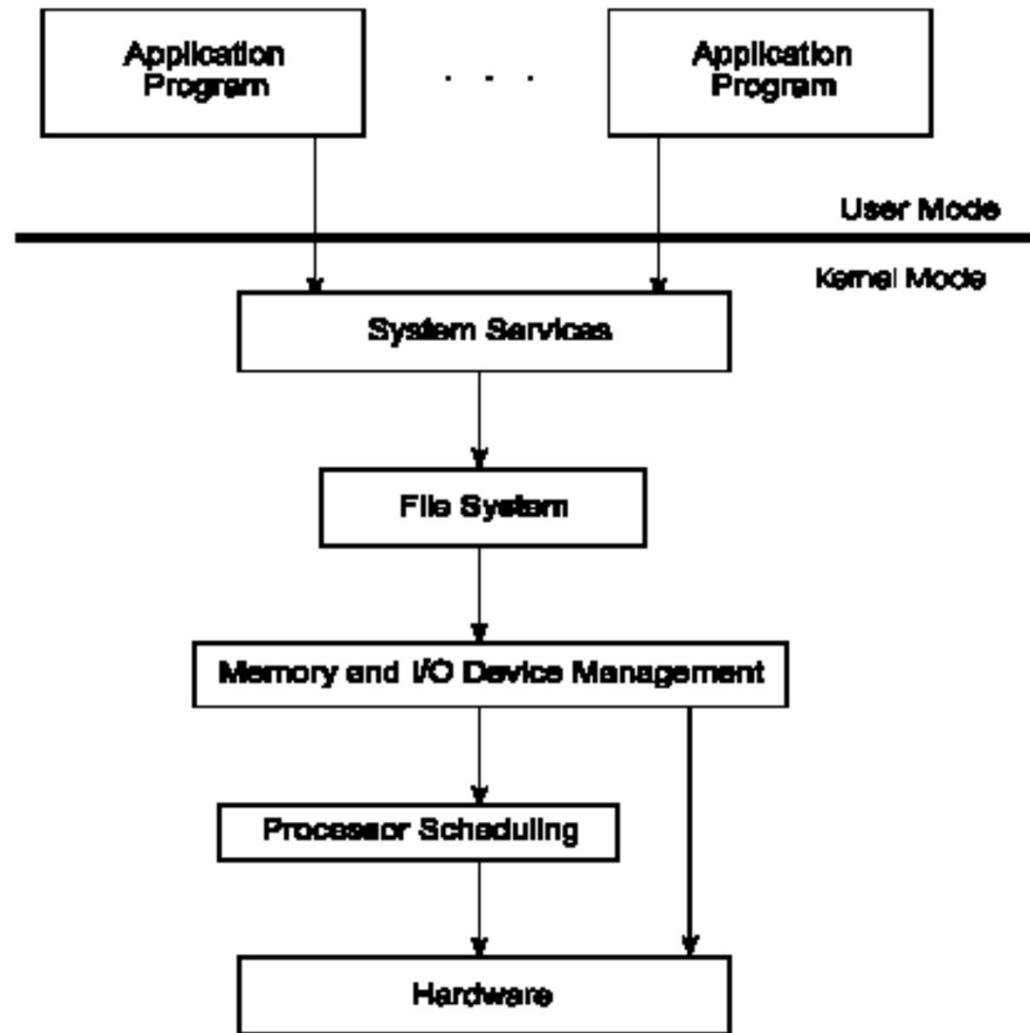 Application
Program
. . .
Application
Program
User Mode
Kernel Mode
System Services
File System
Memory and I/O Device Management
Processor Scheduling
Hardware